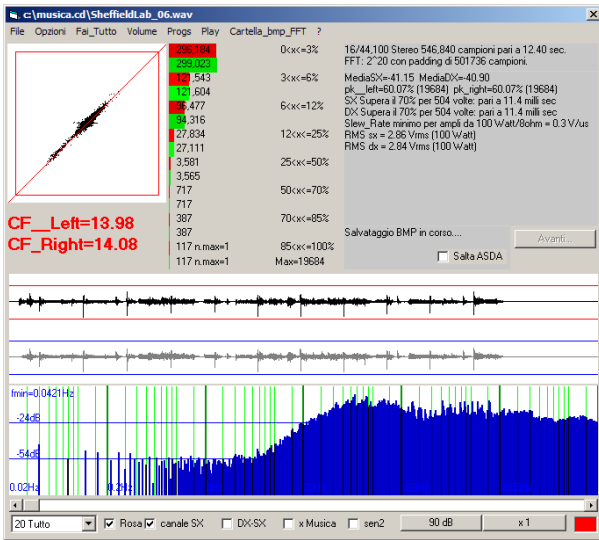 c:\musica.cd\SheffieldLab_06.wav
File Opzioni Fai_Tutto Volume Progs Play Cartella_bmp_FFT ?
296,184 0<x<=3%
299,023
121,543 3<x<=6%
121,604
96,477 6<x<=12%
94,316
27,834 12<x<=25%
27,111
3,581 25<x<=50%
3,565
717 50<x<=70%
717
387 70<x<=85%
387
117 n.max=1 85<x<=100%
117 n.max=1 Max=19684
CF__Left=13.98
CF_Right=14.08
16/44,100 Stereo 546,840 campioni pari a 12.40 sec.
FFT: 2^20 con padding di 501736 campioni.
MediaSX=-41.15 MediaDX=-40.90
pk__left=60.07% (19684) pk_right=60.07% (19684)
SX Supera il 70% per 504 volte: pari a 11.4 milli sec
DX Supera il 70% per 504 volte: pari a 11.4 milli sec
Slew_Rate minimo per ampli da 100 Watt/8ohm = 0.3 V/us
RMS sx = 2.86 Vrms (100 Watt)
RMS dx = 2.84 Vrms (100 Watt)
Salvataggio BMP in corso....
Avanti...
Salta ASDA
fmin=0.0421Hz
-24dB
-54dB
0.02Hz 0.2Hz
20 Tutto Rosa canale SX DX-SX x Musica sen2 90 dB x 1